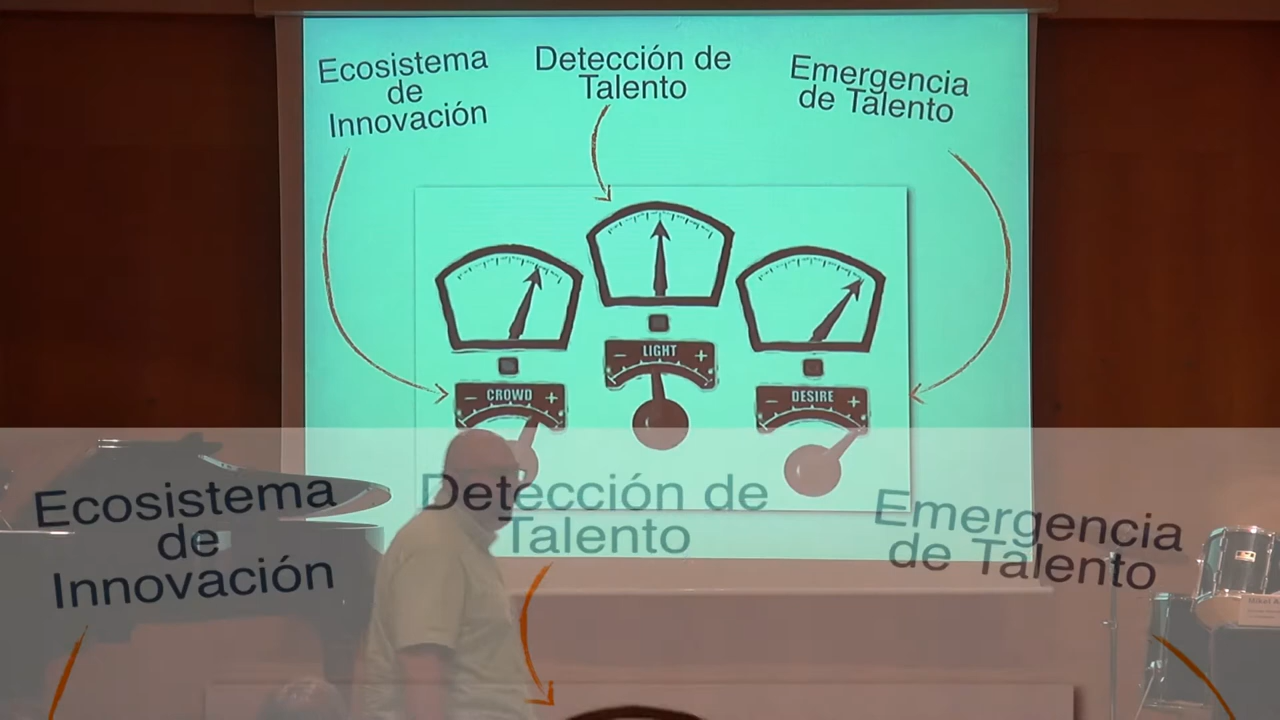 Ecosistema
de
Innovación
Detección de
Talento
Emergencia
de Talento
LIGHT
CROWD
DESIRE
Ecosistema
de
Innovación
Detección de
Talento
Emergencia
de Talento